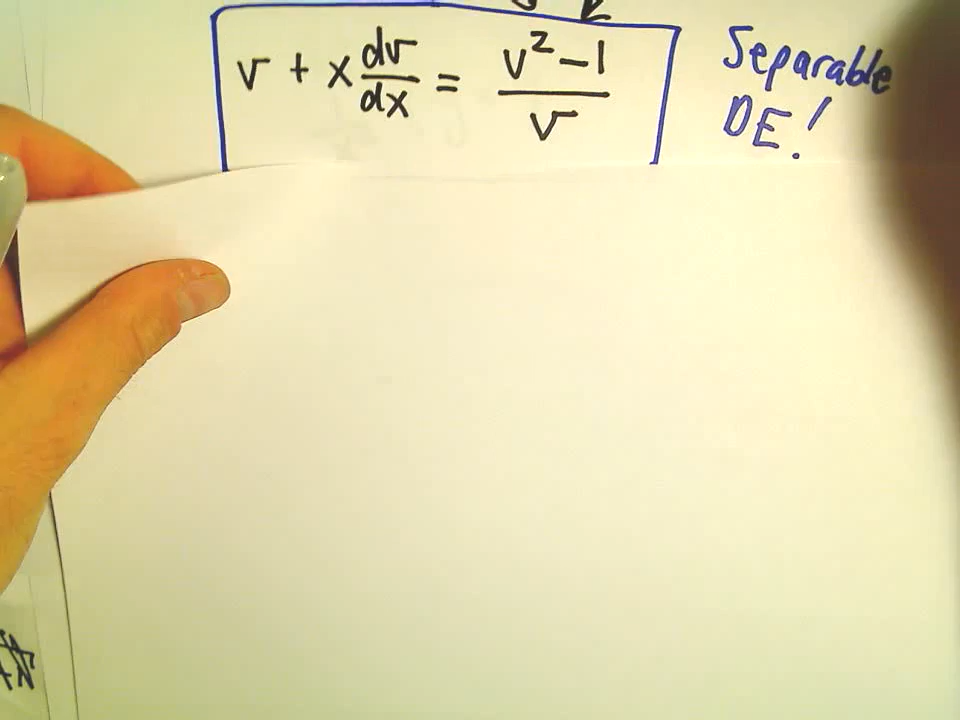 v + x dv/dx = v² - 1 / v
Separable
DE!